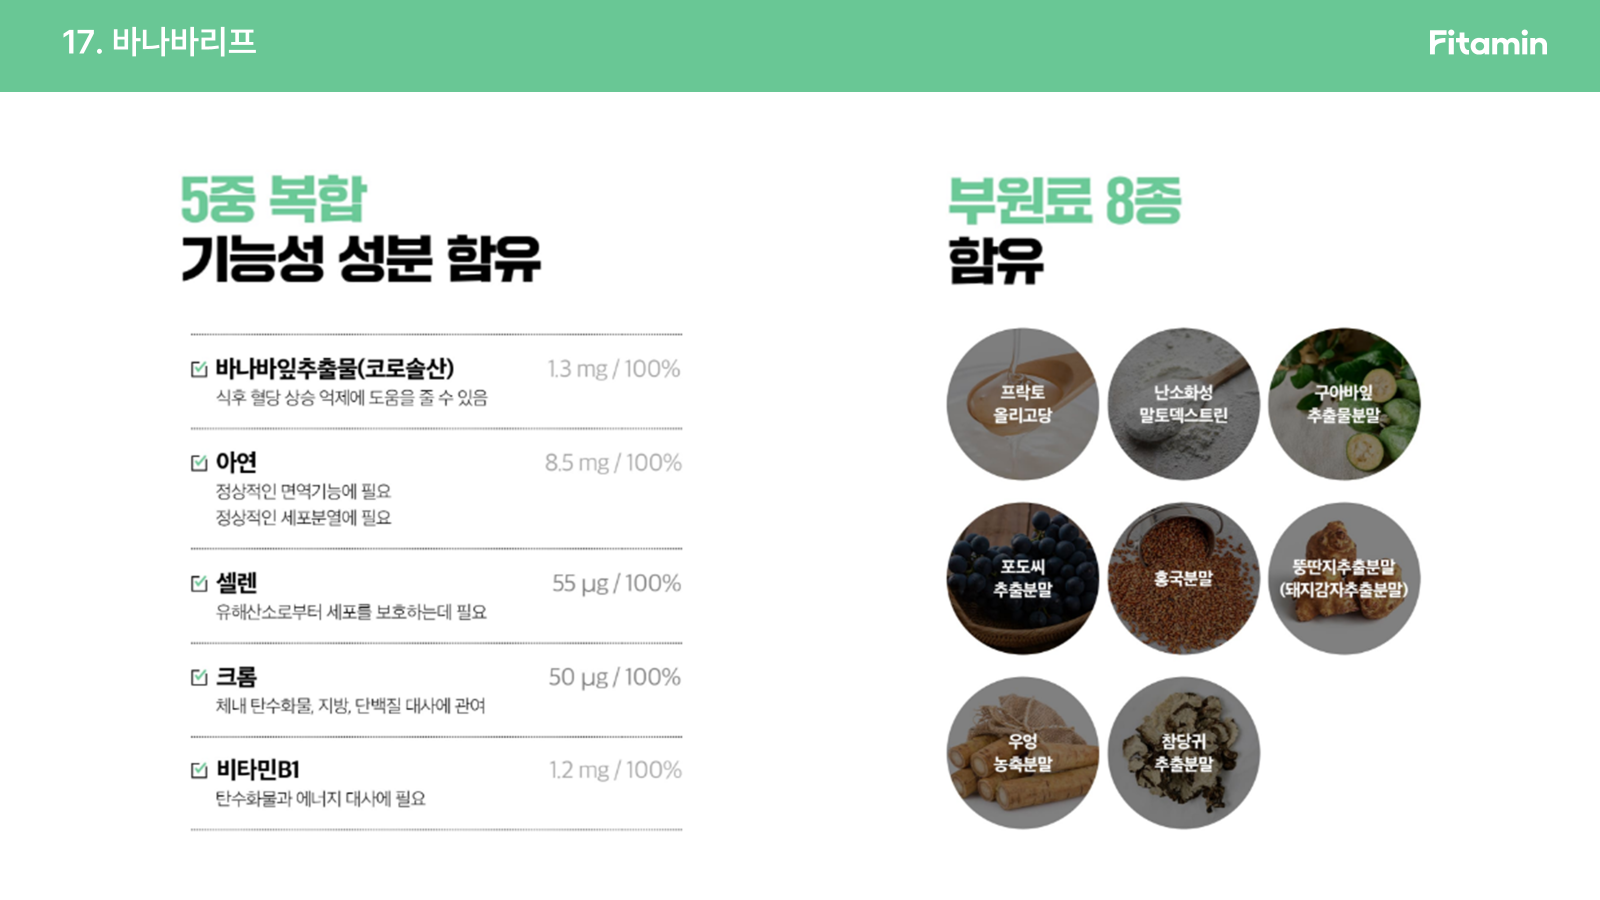 17. 바나바리프
Fitamin
5중 복합
기능성 성분 함유
바나바잎추출물(코로솔산)
1.3 mg / 100%
식후 혈당 상승 억제에 도움을 줄 수 있음
아연
8.5 mg / 100%
정상적인 면역기능에 필요
정상적인 세포분열에 필요
셀렌
55 μg / 100%
유해산소로부터 세포를 보호하는데 필요
크롬
50 μg / 100%
체내 탄수화물, 지방, 단백질 대사에 관여
비타민B1
1.2 mg / 100%
탄수화물과 에너지 대사에 필요
부원료 8종
함유
프락토
올리고당
난소화성
말토덱스트린
구아바잎
추출물분말
포도씨
추출분말
홍국분말
뚱딴지추출분말
(돼지감자추출분말)
우엉
농축분말
참당귀
추출분말